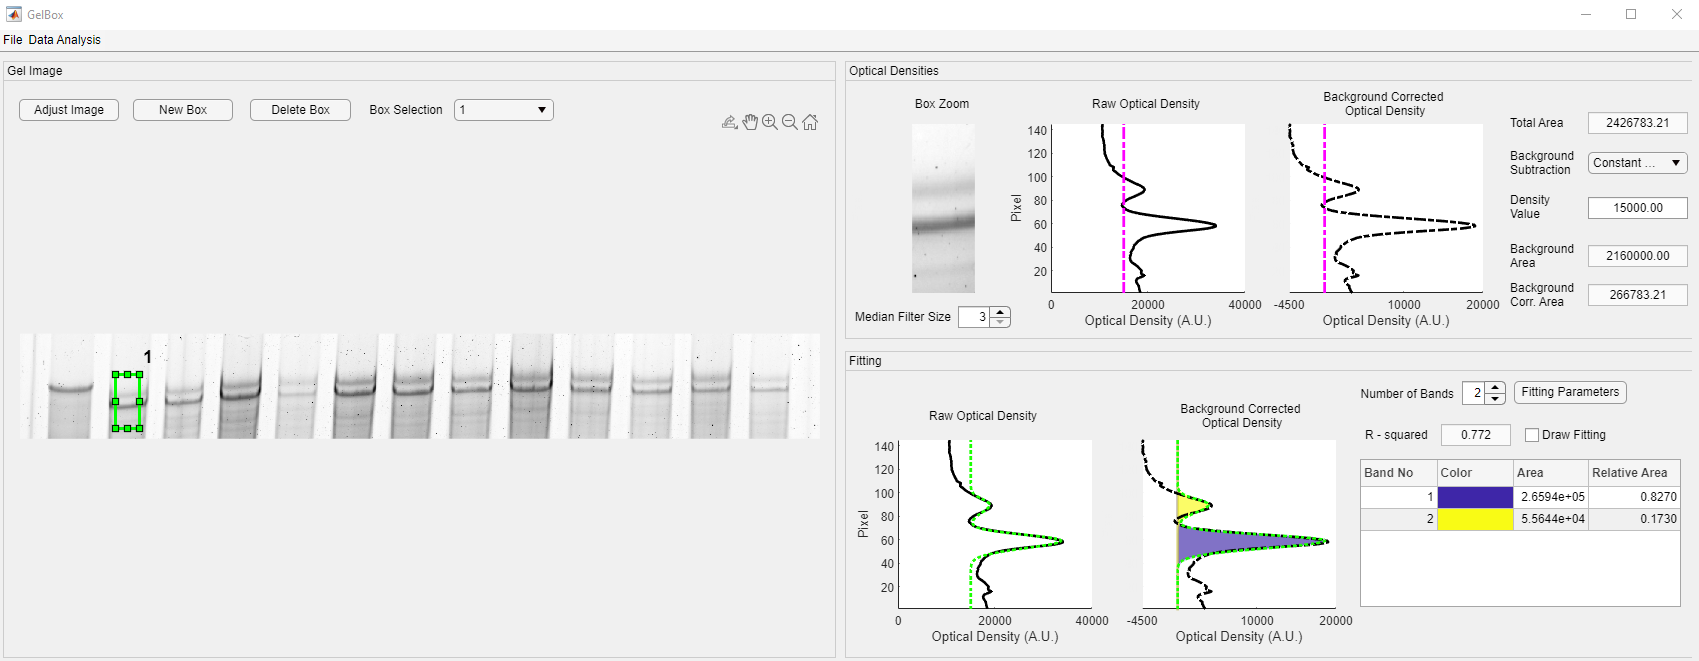 GelBox
File Data Analysis
Gel Image
Adjust Image
New Box
Delete Box
Box Selection
1
1
Optical Densities
Box Zoom
Median Filter Size
3
Raw Optical Density
Pixel
140
120
100
80
60
40
20
0
20000
40000
Optical Density (A.U.)
Background Corrected
Optical Density
-4500
10000
20000
Optical Density (A.U.)
Total Area
2426783.21
Background
Subtraction
Constant ...
Density
Value
15000.00
Background
Area
2160000.00
Background
Corr. Area
266783.21
Fitting
Raw Optical Density
Pixel
140
120
100
80
60
40
20
0
20000
40000
Optical Density (A.U.)
Background Corrected
Optical Density
-4500
10000
20000
Optical Density (A.U.)
Number of Bands
2
Fitting Parameters
R - squared
0.772
Draw Fitting
Band No Color Area Relative Area
1 2.6594e+05 0.8270
2 5.5644e+04 0.1730